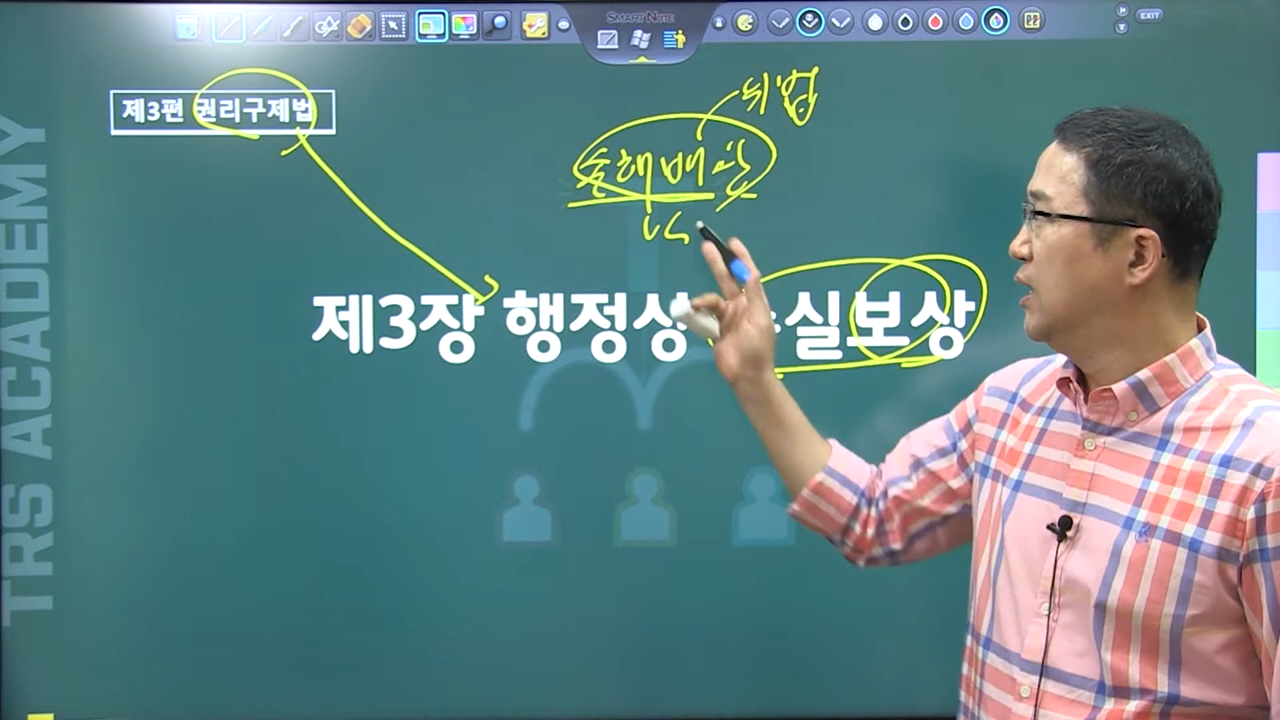 SMART NOTE
EXIT
제3편 권리구제법
위법
손해배상
vs
제3장 행정상 실보상
TRS ACADEMY